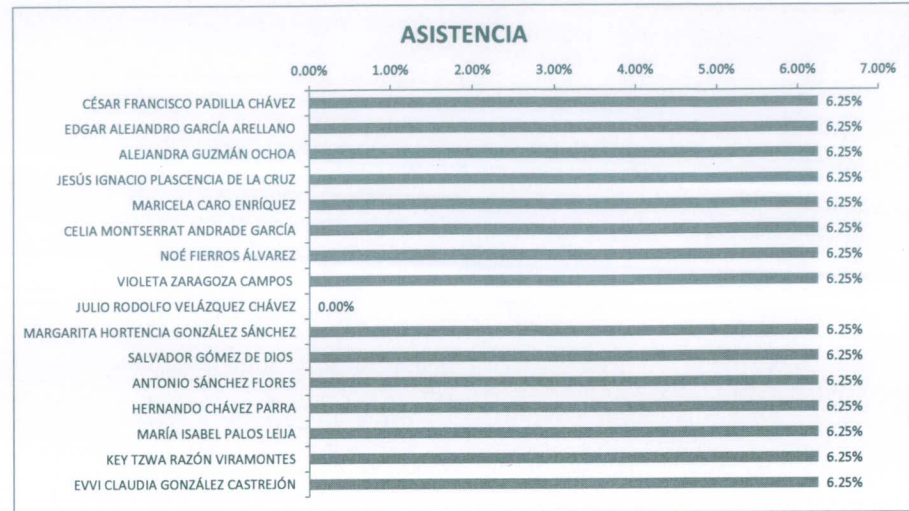 ASISTENCIA
0.00% 1.00% 2.00% 3.00% 4.00% 5.00% 6.00% 7.00%
CÉSAR FRANCISCO PADILLA CHÁVEZ 6.25%
EDGAR ALEJANDRO GARCÍA ARELLANO 6.25%
ALEJANDRA GUZMÁN OCHOA 6.25%
JESÚS IGNACIO PLASCENCIA DE LA CRUZ 6.25%
MARICELA CARO ENRÍQUEZ 6.25%
CELIA MONTSERRAT ANDRADE GARCÍA 6.25%
NOÉ FIERROS ÁLVAREZ 6.25%
VIOLETA ZARAGOZA CAMPOS 6.25%
JULIO RODOLFO VELÁZQUEZ CHÁVEZ 0.00%
MARGARITA HORTENCIA GONZÁLEZ SÁNCHEZ 6.25%
SALVADOR GÓMEZ DE DIOS 6.25%
ANTONIO SÁNCHEZ FLORES 6.25%
HERNANDO CHÁVEZ PARRA 6.25%
MARÍA ISABEL PALOS LEIJA 6.25%
KEY TZWA RAZÓN VIRAMONTES 6.25%
EVVI CLAUDIA GONZÁLEZ CASTREJÓN 6.25%